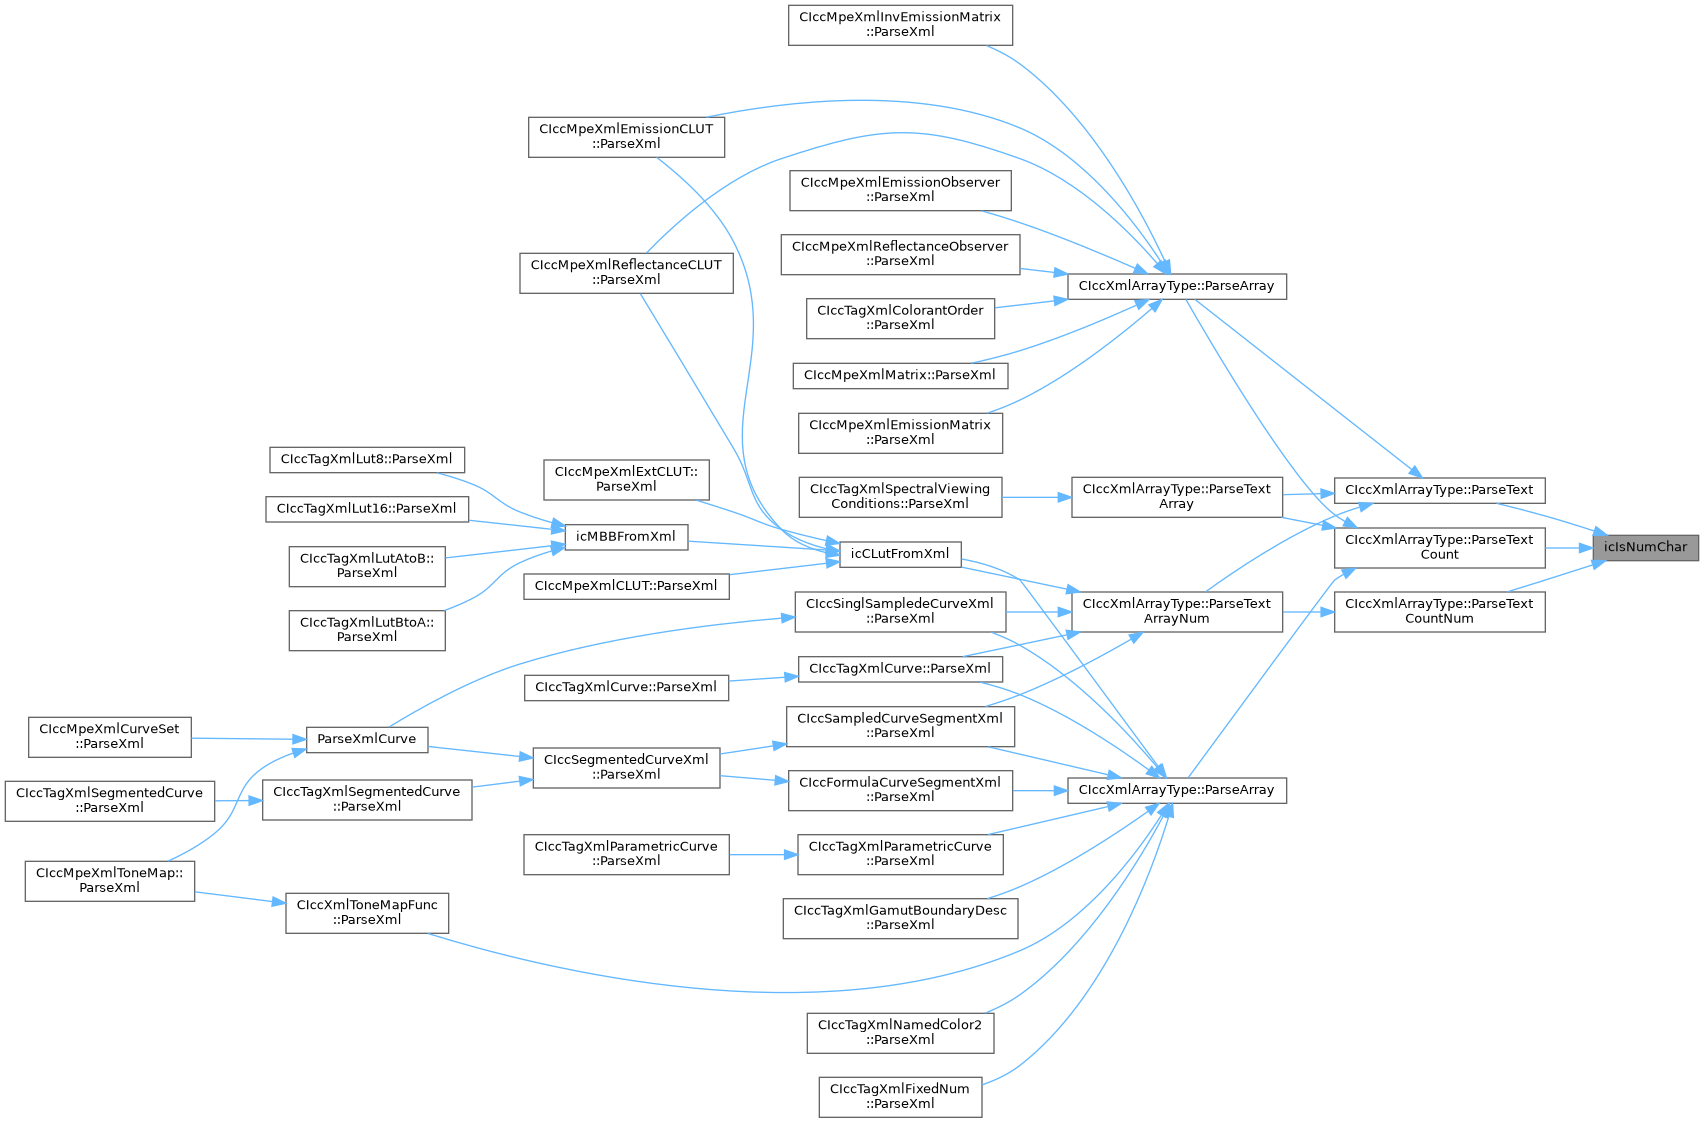 CIccMpeXmlInvEmissionMatrix
::ParseXml
CIccMpeXmlEmissionCLUT
::ParseXml
CIccMpeXmlEmissionObserver
::ParseXml
CIccMpeXmlReflectanceObserver
::ParseXml
CIccMpeXmlReflectanceCLUT
::ParseXml
CIccXmlArrayType::ParseArray
CIccTagXmlColorantOrder
::ParseXml
CIccMpeXmlMatrix::ParseXml
CIccMpeXmlEmissionMatrix
::ParseXml
CIccTagXmlLut8::ParseXml
CIccMpeXmlExtCLUT::
ParseXml
CIccTagXmlSpectralViewing
Conditions::ParseXml
CIccXmlArrayType::ParseText
Array
CIccXmlArrayType::ParseText
CIccTagXmlLut16::ParseXml
icMBBFromXml
CIccXmlArrayType::ParseText
Count
icIsNumChar
CIccTagXmlLutAtoB::
ParseXml
icCLutFromXml
CIccMpeXmlCLUT::ParseXml
CIccTagXmlLutBtoA::
ParseXml
CIccSinglSampledeCurveXml
::ParseXml
CIccXmlArrayType::ParseText
ArrayNum
CIccXmlArrayType::ParseText
CountNum
CIccTagXmlCurve::ParseXml
CIccTagXmlCurve::ParseXml
CIccMpeXmlCurveSet
::ParseXml
ParseXmlCurve
CIccSampledCurveSegmentXml
::ParseXml
CIccSegmentedCurveXml
::ParseXml
CIccTagXmlSegmentedCurve
::ParseXml
CIccTagXmlSegmentedCurve
::ParseXml
CIccFormulaCurveSegmentXml
::ParseXml
CIccXmlArrayType::ParseArray
CIccTagXmlParametricCurve
::ParseXml
CIccTagXmlParametricCurve
::ParseXml
CIccMpeXmlToneMap::
ParseXml
CIccXmlToneMapFunc
::ParseXml
CIccTagXmlGamutBoundaryDesc
::ParseXml
CIccTagXmlNamedColor2
::ParseXml
CIccTagXmlFixedNum
::ParseXml